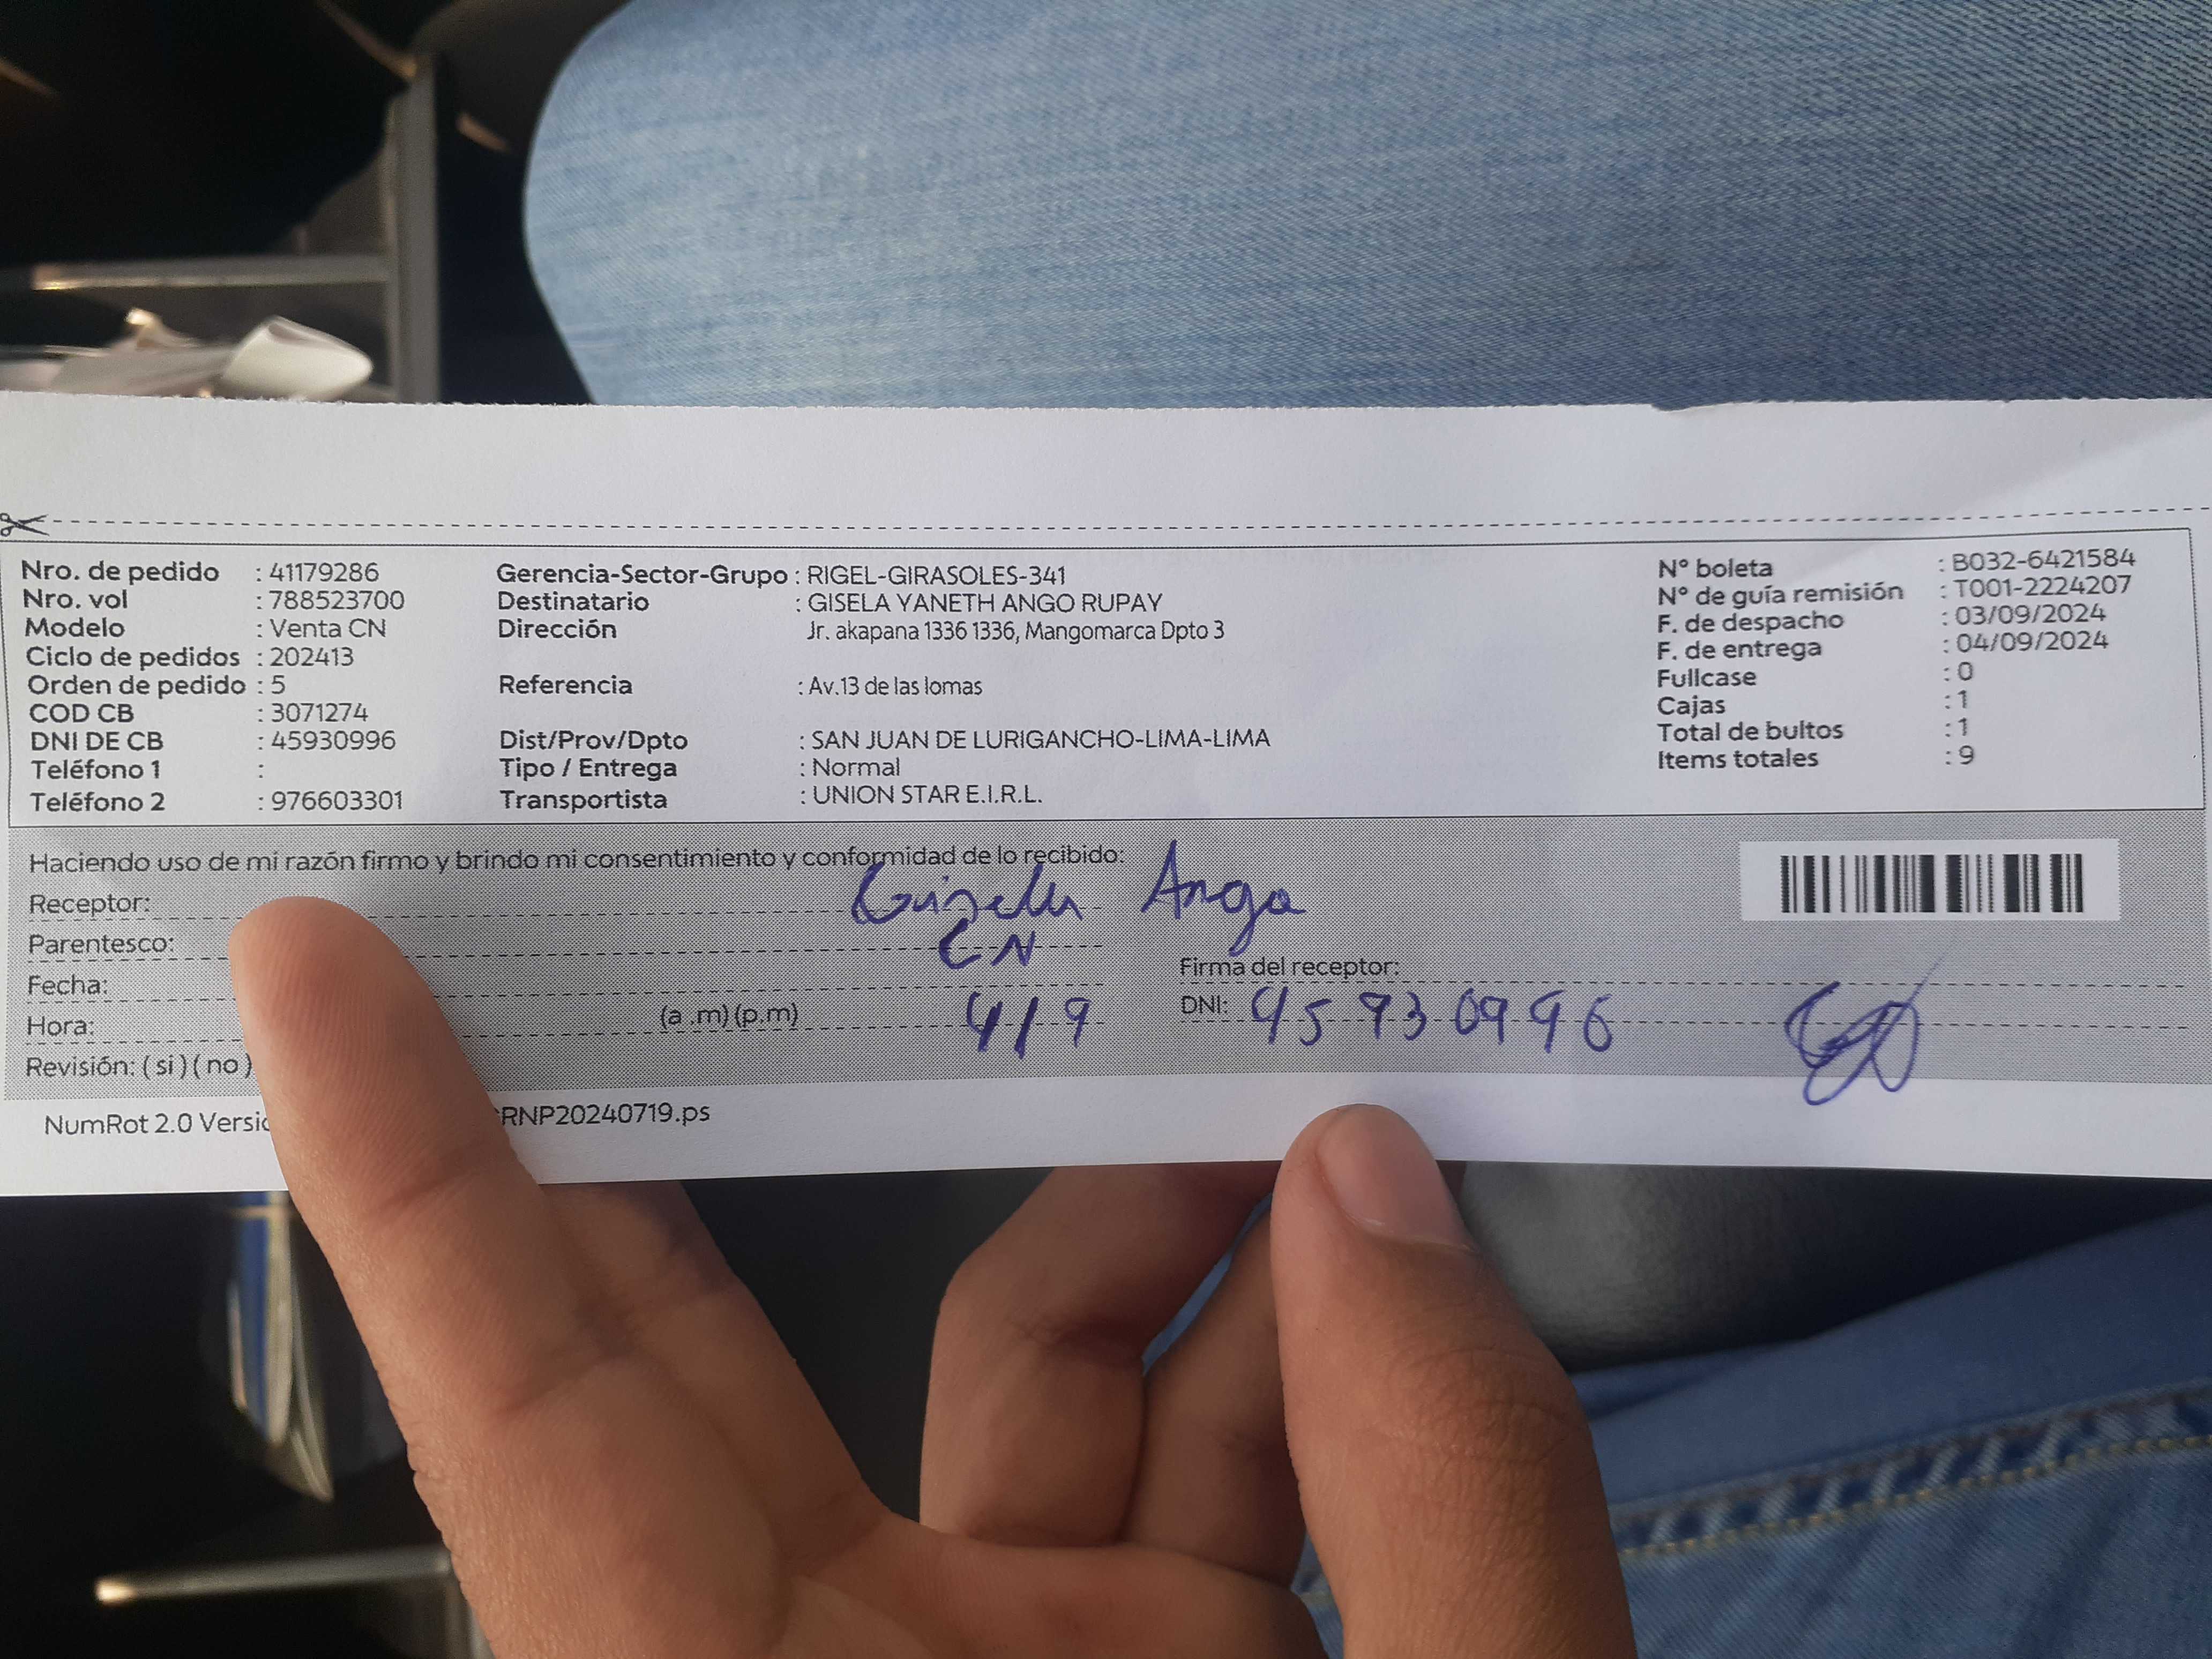 Nro. de pedido : 41179286 Gerencia-Sector-Grupo : RIGEL-GIRASOLES-341 N° boleta : B032-6421584
Nro. vol : 788523700 Destinatario : GISELA YANETH ANGO RUPAY N° de guía remisión : T001-2224207
Modelo : Venta CN Dirección Jr. akapana 1336 1336, Mangomarca Dpto 3 F. de despacho : 03/09/2024
Ciclo de pedidos : 202413 F. de entrega : 04/09/2024
Orden de pedido : 5 Referencia : Av.13 de las lomas Fullcase : 0
COD CB : 3071274 Cajas : 1
DNI DE CB : 45930996 Dist/Prov/Dpto : SAN JUAN DE LURIGANCHO-LIMA-LIMA Total de bultos : 1
Teléfono 1 : Tipo / Entrega : Normal Items totales : 9
Teléfono 2 : 976603301 Transportista : UNION STAR E.I.R.L.
Haciendo uso de mi razón firmo y brindo mi consentimiento y conformidad de lo recibido:
Receptor: Gisela Ango
Parentesco: CN
Fecha: Firma del receptor:
Hora: (a .m) (p.m) 4/9 DNI: 45930996
Revisión: ( si ) ( no )
NumRot 2.0 RNP20240719.ps